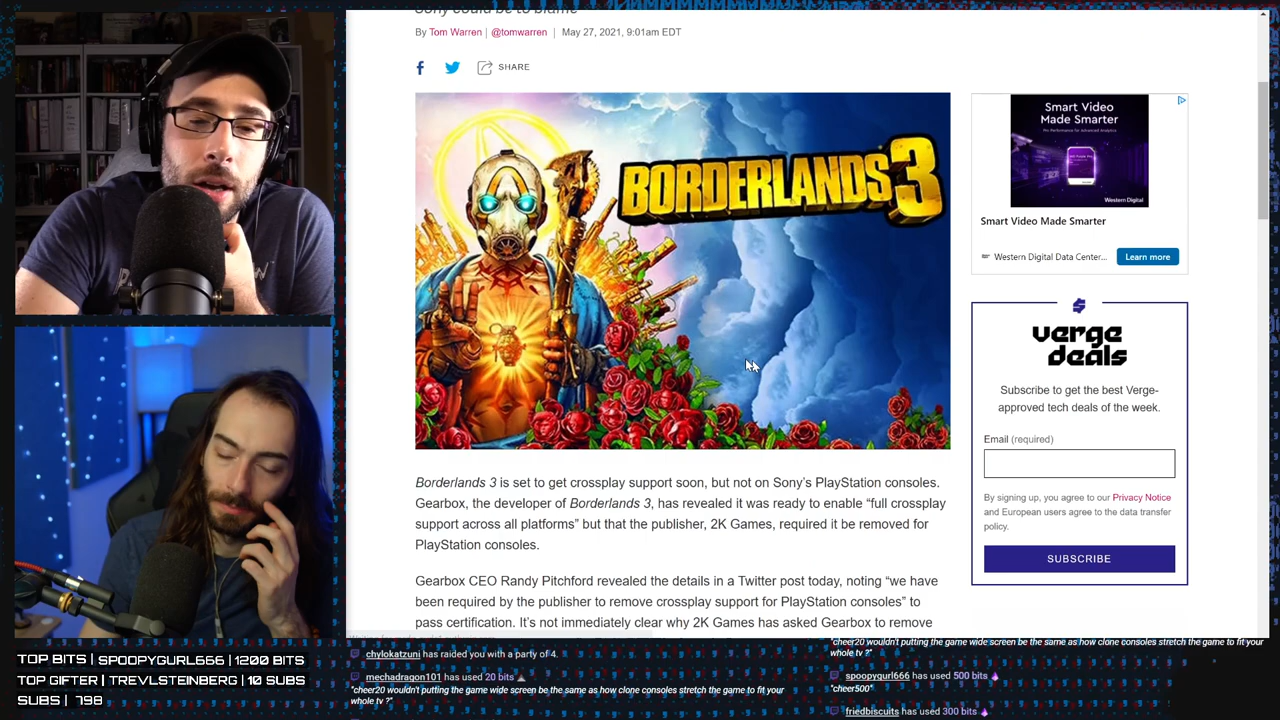 Sony could be to blame
By Tom Warren | @tomwarren | May 27, 2021, 9:01am EDT
SHARE
BORDERLANDS 3
Borderlands 3 is set to get crossplay support soon, but not on Sony's PlayStation consoles.
Gearbox, the developer of Borderlands 3, has revealed it was ready to enable “full crossplay
support across all platforms” but that the publisher, 2K Games, required it be removed for
PlayStation consoles.
Gearbox CEO Randy Pitchford revealed the details in a Twitter post today, noting “we have
been required by the publisher to remove crossplay support for PlayStation consoles” to
pass certification. It's not immediately clear why 2K Games has asked Gearbox to remove
Smart Video
Made Smarter
Western Digital
Smart Video Made Smarter
Western Digital Data Center...
Learn more
verge
deals
Subscribe to get the best Verge-
approved tech deals of the week.
Email (required)
By signing up, you agree to our Privacy Notice
and European users agree to the data transfer
policy.
SUBSCRIBE
TOP BITS | SPOOPYGURL666 | 1200 BITS
TOP GIFTER | TREVLSTEINBERG | 10 SUBS
SUBS | 798
chylokatzuni has raided you with a party of 4.
mechadragon101 has used 20 bits
"cheer20 wouldn't putting the game wide screen be the same as how clone consoles stretch the game to fit your
whole tv ?"
"cheer20 wouldn't putting the game wide screen be the same as how clone consoles stretch the game to fit your
whole tv ?"
spoopygurl666 has used 500 bits
"cheer500"
friedbiscuits has used 300 bits